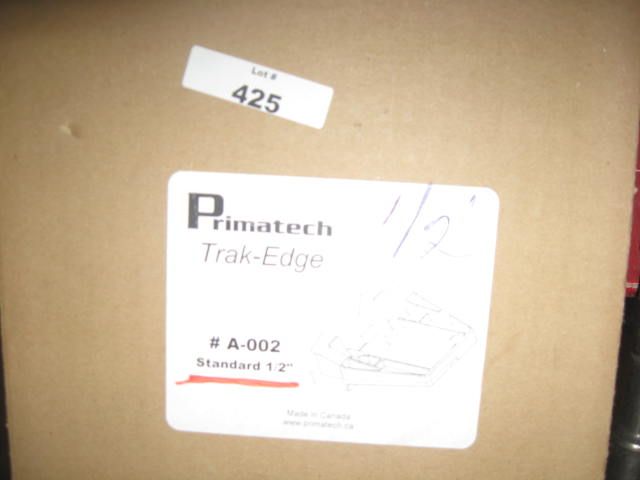 Lot #
425
Primatech
1/2"
Trak-Edge
# A-002
Standard 1/2"
Made in Canada
www.primatech.ca